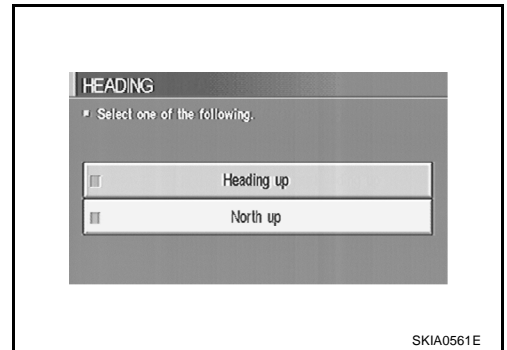 HEADING
Select one of the following.
Heading up
North up
SKIA0561E